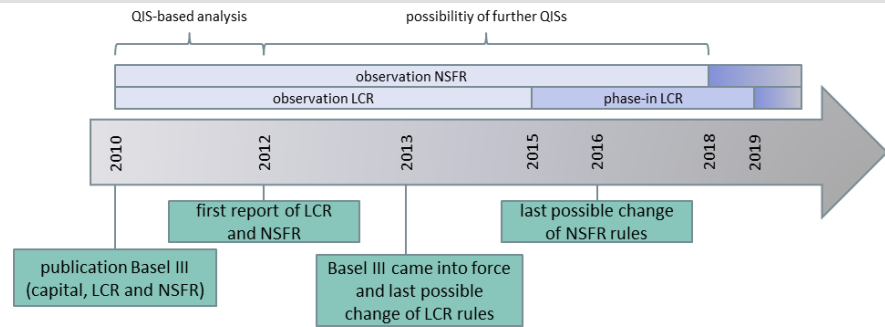 QIS-based analysis
possibilitiy of further QISs
observation NSFR
observation LCR
phase-in LCR
2010
2012
2013
2015
2016
2018
2019
first report of LCR
and NSFR
last possible change
of NSFR rules
publication Basel III
(capital, LCR and NSFR)
Basel III came into force
and last possible
change of LCR rules